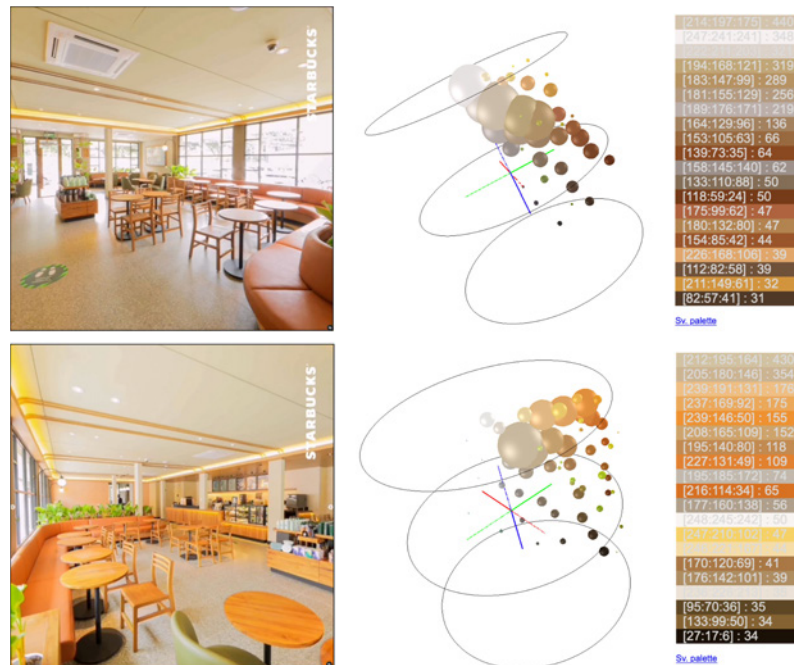 STARBUCKS
[214:197:175] : 440
[247:241:241] : 348
[194:168:121] : 319
[183:147:99] : 289
[181:155:129] : 256
[189:176:171] : 219
[164:129:96] : 136
[153:105:63] : 66
[139:73:35] : 64
[158:145:140] : 62
[133:110:88] : 50
[118:59:24] : 50
[175:99:62] : 47
[180:132:80] : 47
[154:85:42] : 44
[226:168:106] : 39
[112:82:58] : 39
[211:149:61] : 32
[82:57:41] : 31
Sv. palette
STARBUCKS
[212:195:164] : 430
[205:180:146] : 354
[239:191:131] : 176
[237:169:92] : 175
[239:146:50] : 155
[208:165:109] : 152
[195:140:80] : 118
[227:131:49] : 109
[195:185:172] : 74
[216:114:34] : 65
[177:160:138] : 56
[248:245:242] : 50
[247:210:102] : 47
[170:120:69] : 41
[176:142:101] : 39
[95:70:36] : 35
[133:99:50] : 34
[27:17:6] : 34
Sv. palette